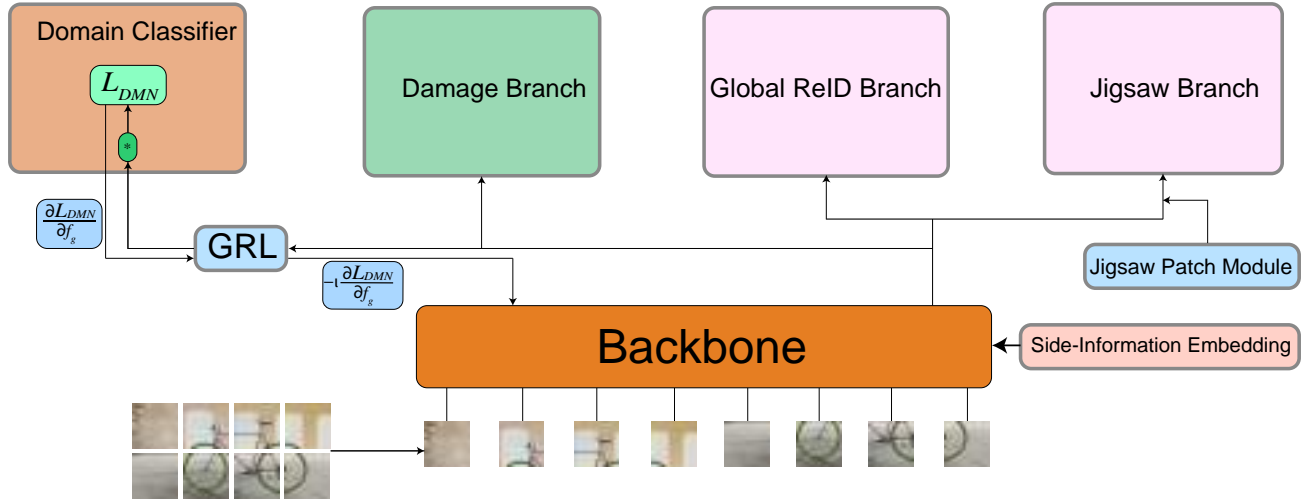 Domain Classifier
Damage Branch
Global ReID Branch
Jigsaw Branch
L_DMN
*
∂L_DMN
∂f_g
GRL
−ι ∂L_DMN
∂f_g
Jigsaw Patch Module
Backbone
Side-Information Embedding